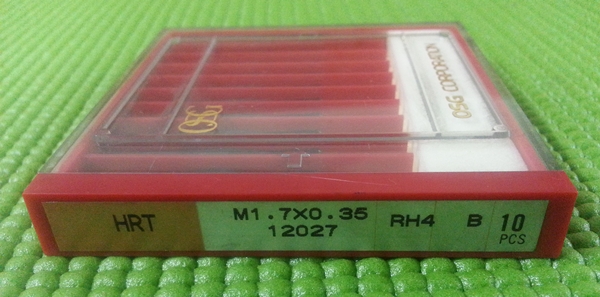 OSG CORPORATION
OSG
HRT
M1.7X0.35
12027
RH4
B
10
PCS